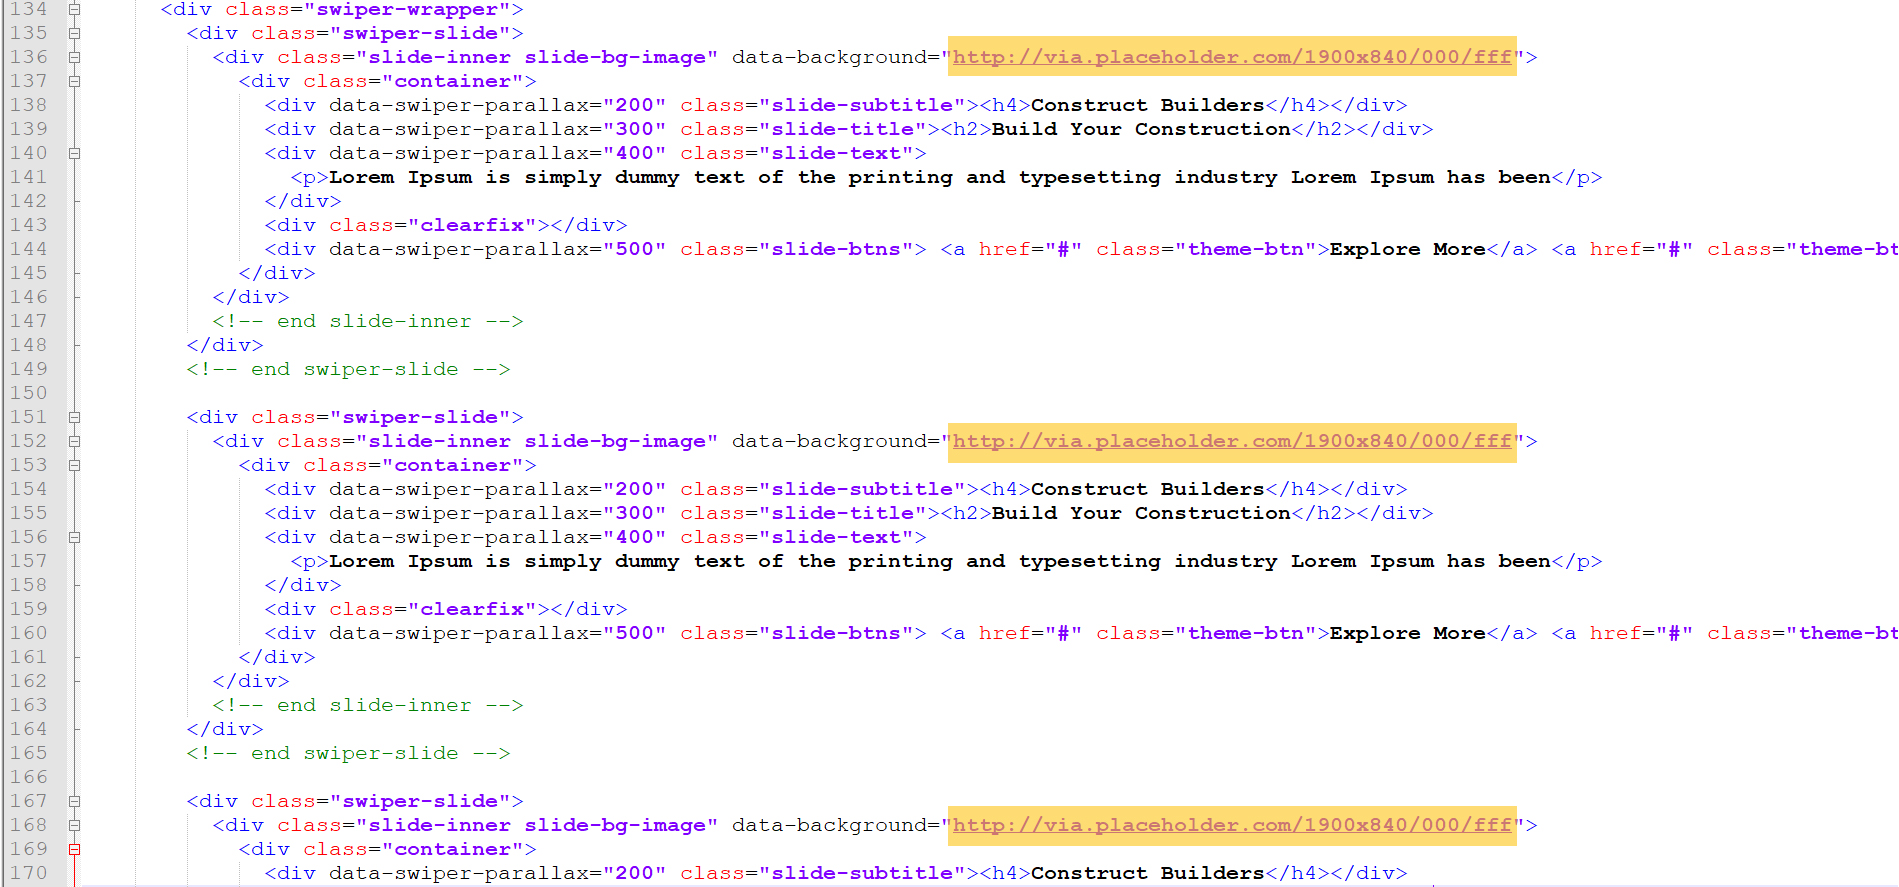 134 <div class="swiper-wrapper">
135 <div class="swiper-slide">
136 <div class="slide-inner slide-bg-image" data-background="http://via.placeholder.com/1900x840/000/fff">
137 <div class="container">
138 <div data-swiper-parallax="200" class="slide-subtitle"><h4>Construct Builders</h4></div>
139 <div data-swiper-parallax="300" class="slide-title"><h2>Build Your Construction</h2></div>
140 <div data-swiper-parallax="400" class="slide-text">
141 <p>Lorem Ipsum is simply dummy text of the printing and typesetting industry Lorem Ipsum has been</p>
142 </div>
143 <div class="clearfix"></div>
144 <div data-swiper-parallax="500" class="slide-btns"> <a href="#" class="theme-btn">Explore More</a> <a href="#" class="theme-bt
145 </div>
146 </div>
147 <!-- end slide-inner -->
148 </div>
149 <!-- end swiper-slide -->
150
151 <div class="swiper-slide">
152 <div class="slide-inner slide-bg-image" data-background="http://via.placeholder.com/1900x840/000/fff">
153 <div class="container">
154 <div data-swiper-parallax="200" class="slide-subtitle"><h4>Construct Builders</h4></div>
155 <div data-swiper-parallax="300" class="slide-title"><h2>Build Your Construction</h2></div>
156 <div data-swiper-parallax="400" class="slide-text">
157 <p>Lorem Ipsum is simply dummy text of the printing and typesetting industry Lorem Ipsum has been</p>
158 </div>
159 <div class="clearfix"></div>
160 <div data-swiper-parallax="500" class="slide-btns"> <a href="#" class="theme-btn">Explore More</a> <a href="#" class="theme-bt
161 </div>
162 </div>
163 <!-- end slide-inner -->
164 </div>
165 <!-- end swiper-slide -->
166
167 <div class="swiper-slide">
168 <div class="slide-inner slide-bg-image" data-background="http://via.placeholder.com/1900x840/000/fff">
169 <div class="container">
170 <div data-swiper-parallax="200" class="slide-subtitle"><h4>Construct Builders</h4></div>